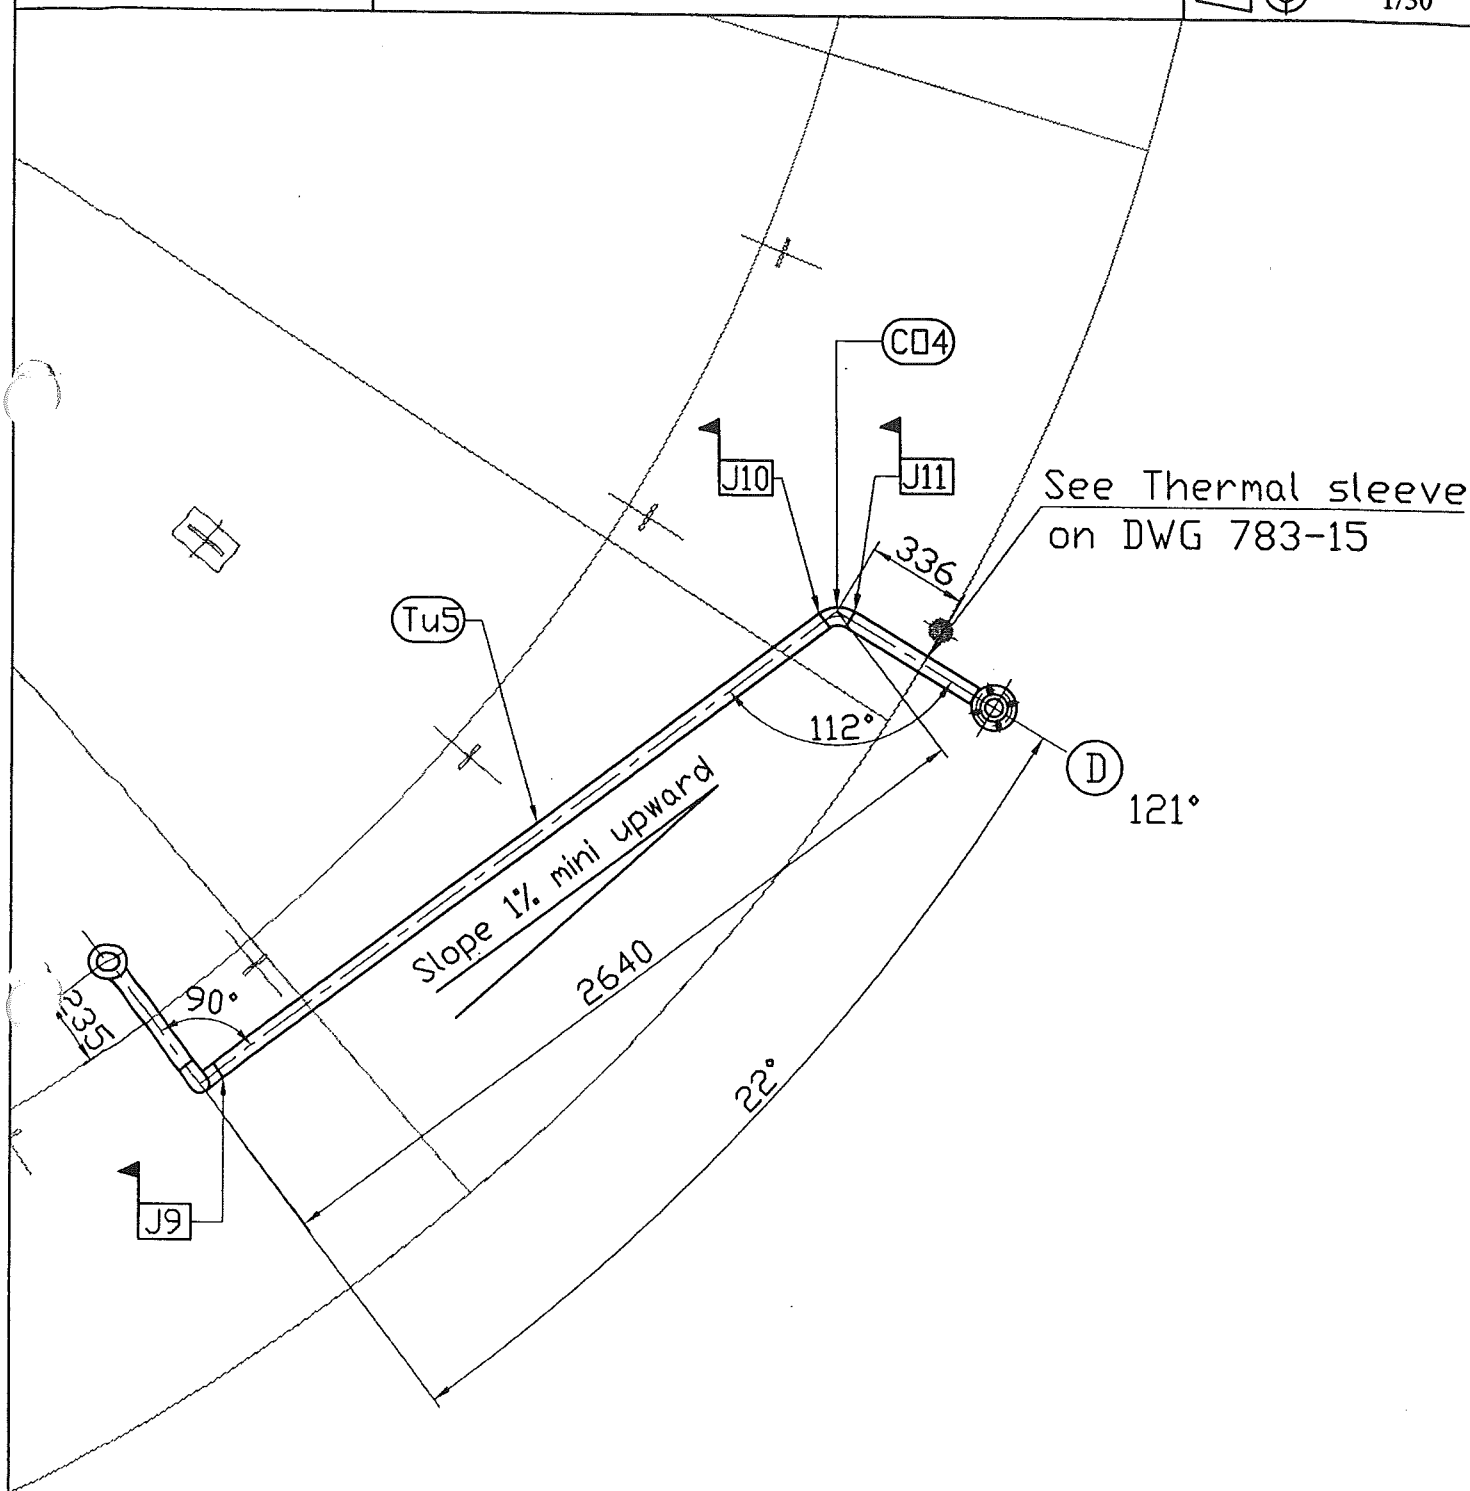 1/30
CO4
J10
J11
See Thermal sleeve
on DWG 783-15
336
Tu5
112°
D
121°
Slope 1% mini upward
2640
90°
235
22°
J9